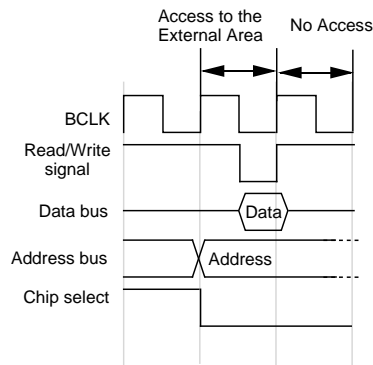 Access to the
External Area
No Access
BCLK
Read/Write
signal
Data bus
Data
Address bus
Address
Chip select